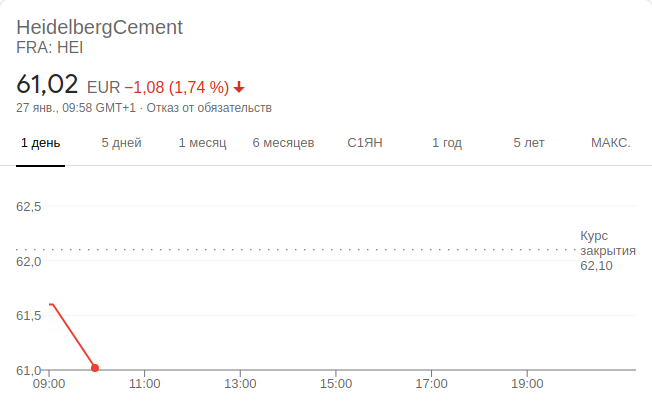 HeidelbergCement
FRA: HEI
61,02 EUR −1,08 (1,74 %)
27 янв., 09:58 GMT+1 · Отказ от обязательств
1 день 5 дней 1 месяц 6 месяцев С1ЯН 1 год 5 лет МАКС.
62,5
Курс
закрытия
62,10
62,0
61,5
61,0
09:00 11:00 13:00 15:00 17:00 19:00